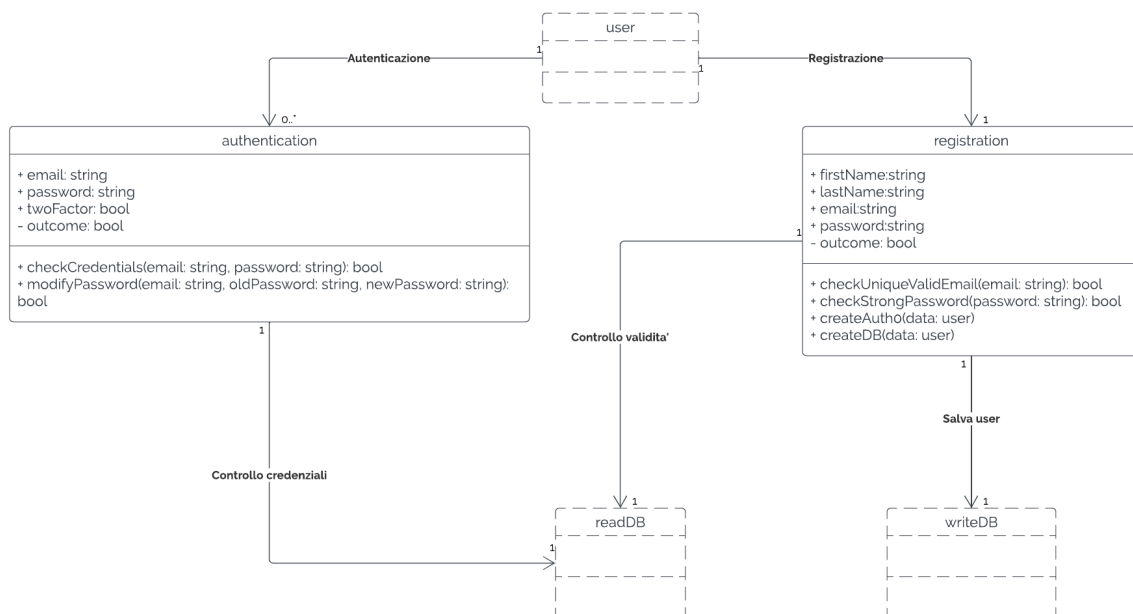 user
1
Autenticazione
1
Registrazione
0..*
1
authentication
+ email: string
+ password: string
+ twoFactor: bool
- outcome: bool
+ checkCredentials(email: string, password: string): bool
+ modifyPassword(email: string, oldPassword: string, newPassword: string):
bool
registration
+ firstName:string
+ lastName:string
+ email:string
+ password:string
- outcome: bool
+ checkUniqueValidEmail(email: string): bool
+ checkStrongPassword(password: string): bool
+ createAuth0(data: user)
+ createDB(data: user)
1
1
Controllo validita'
1
Salva user
Controllo credenziali
1
1
readDB
1
writeDB